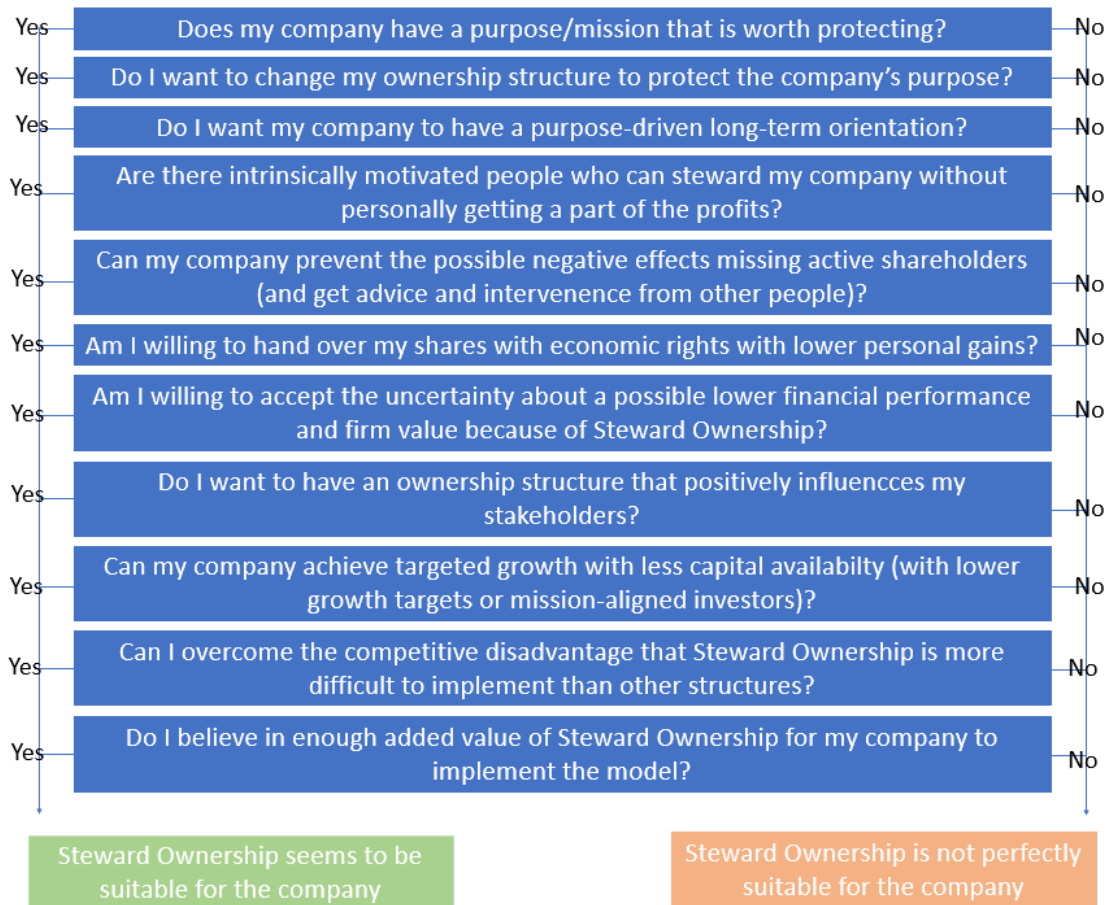 Yes Does my company have a purpose/mission that is worth protecting? No
Yes Do I want to change my ownership structure to protect the company's purpose? No
Yes Do I want my company to have a purpose-driven long-term orientation? No
Are there intrinsically motivated people who can steward my company without
Yes personally getting a part of the profits? No
Can my company prevent the possible negative effects missing active shareholders
Yes (and get advice and intervenence from other people)? No
Yes Am I willing to hand over my shares with economic rights with lower personal gains? No
Am I willing to accept the uncertainty about a possible lower financial performance
Yes and firm value because of Steward Ownership? No
Do I want to have an ownership structure that positively influencces my
Yes stakeholders? No
Can my company achieve targeted growth with less capital availabilty (with lower
Yes growth targets or mission-aligned investors)? No
Can I overcome the competitive disadvantage that Steward Ownership is more
Yes difficult to implement than other structures? No
Do I believe in enough added value of Steward Ownership for my company to
Yes implement the model? No
Steward Ownership seems to be
suitable for the company
Steward Ownership is not perfectly
suitable for the company